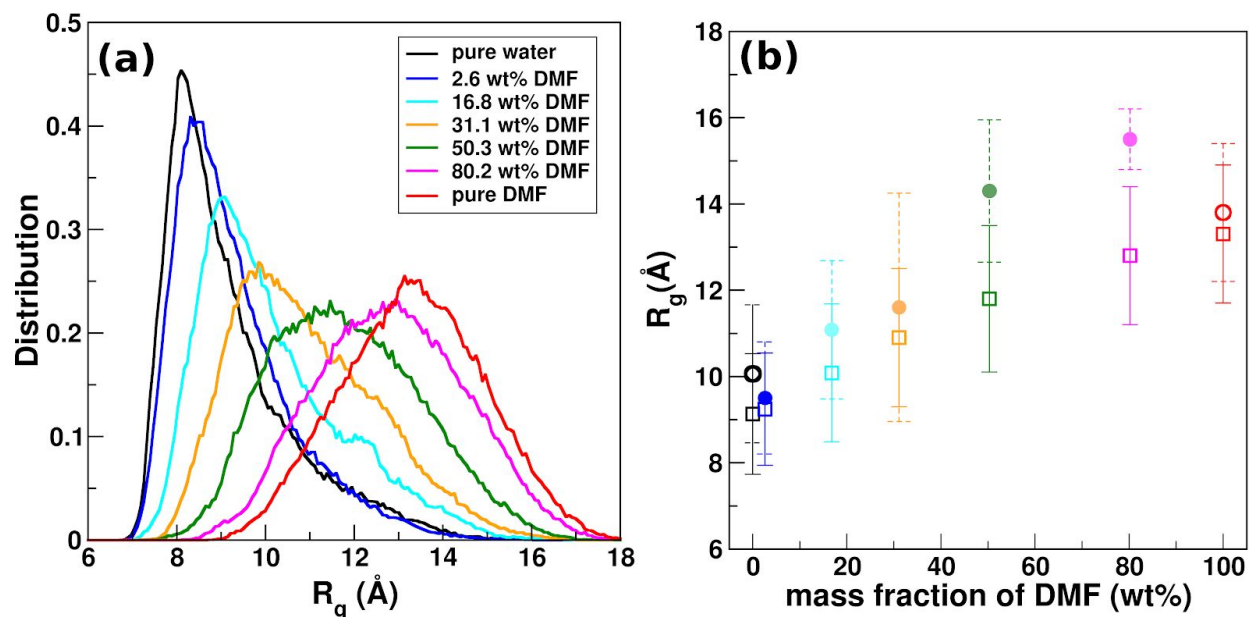 (a)
0.5
0.4
0.3
0.2
0.1
0
Distribution
pure water
2.6 wt% DMF
16.8 wt% DMF
31.1 wt% DMF
50.3 wt% DMF
80.2 wt% DMF
pure DMF
6 8 10 12 14 16 18
Rg (Å)
(b)
18
16
14
12
10
8
6
Rg(Å)
0 20 40 60 80 100
mass fraction of DMF (wt%)